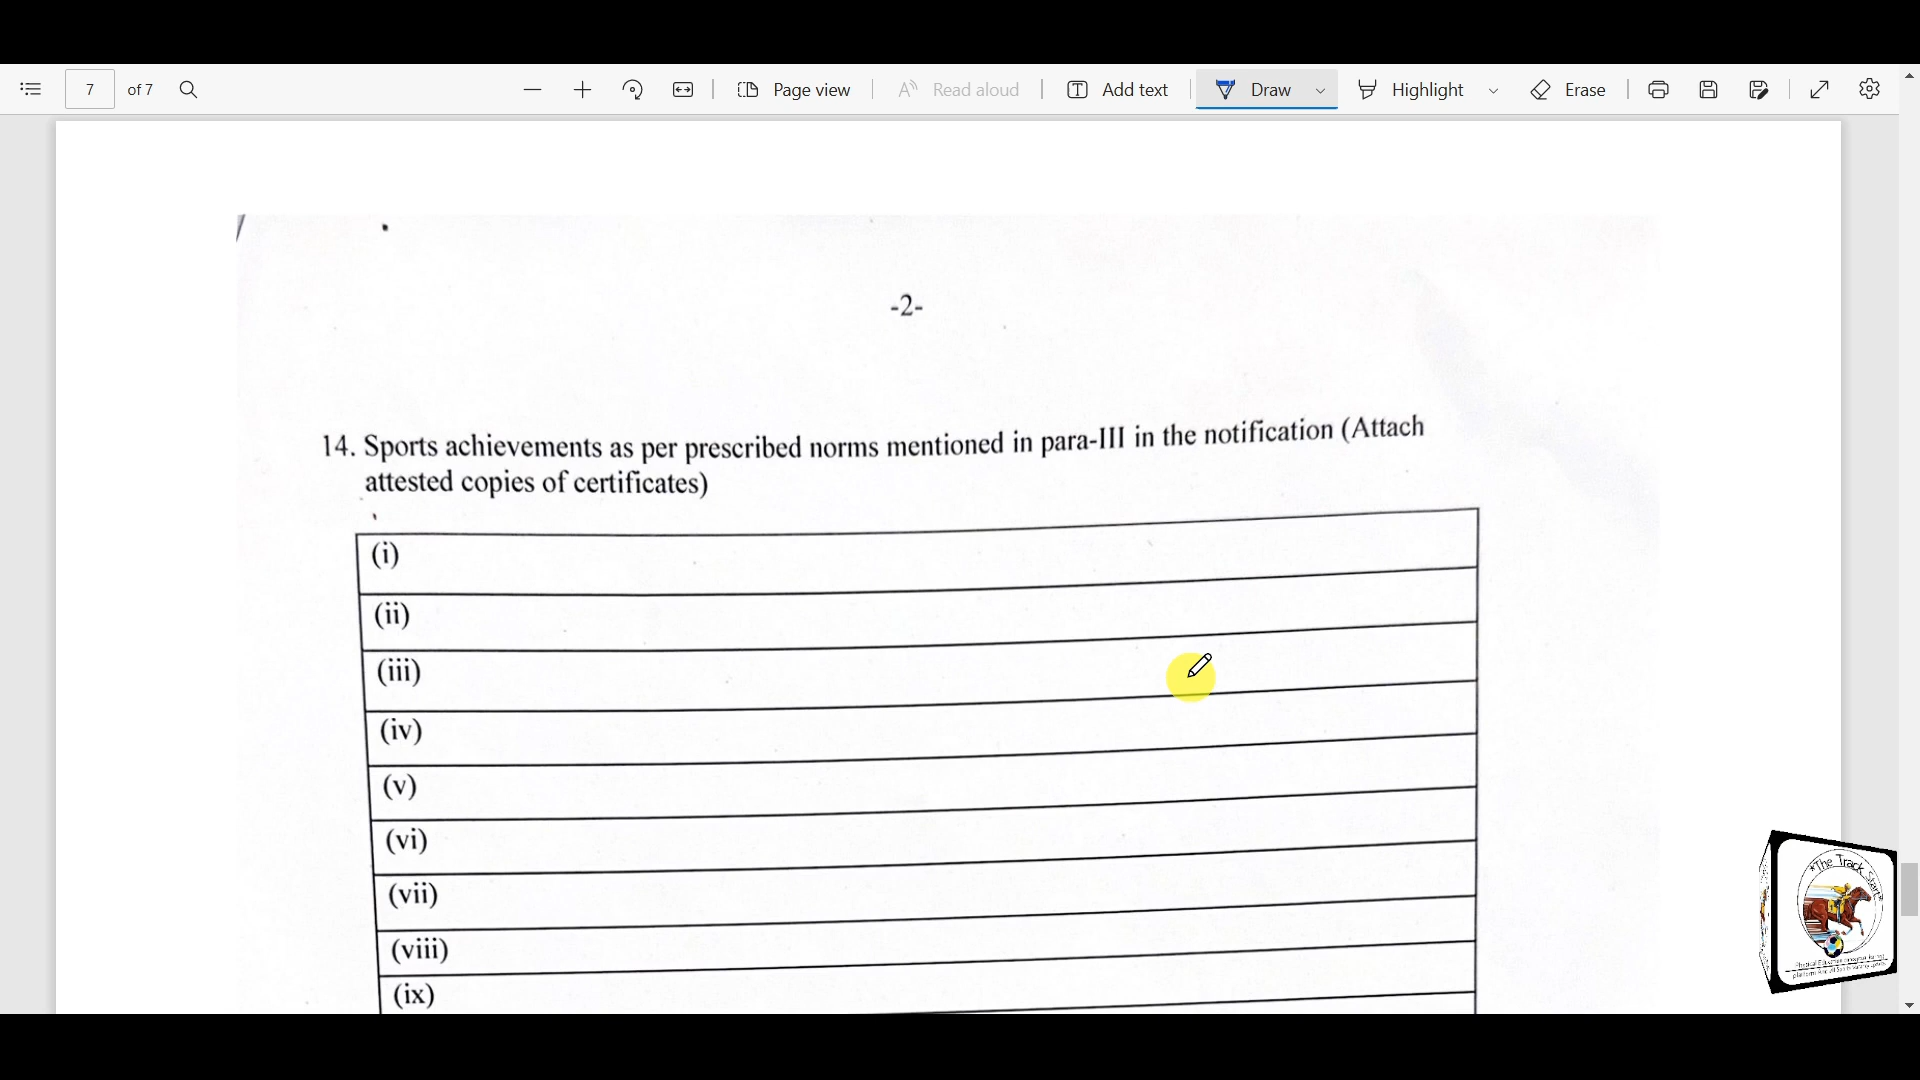 7 of 7 Page view Read aloud Add text Draw Highlight Erase
-2-
14. Sports achievements as per prescribed norms mentioned in para-III in the notification (Attach
attested copies of certificates)
(i)
(ii)
(iii)
(iv)
(v)
(vi)
(vii)
(viii)
(ix)
*The Track Start*